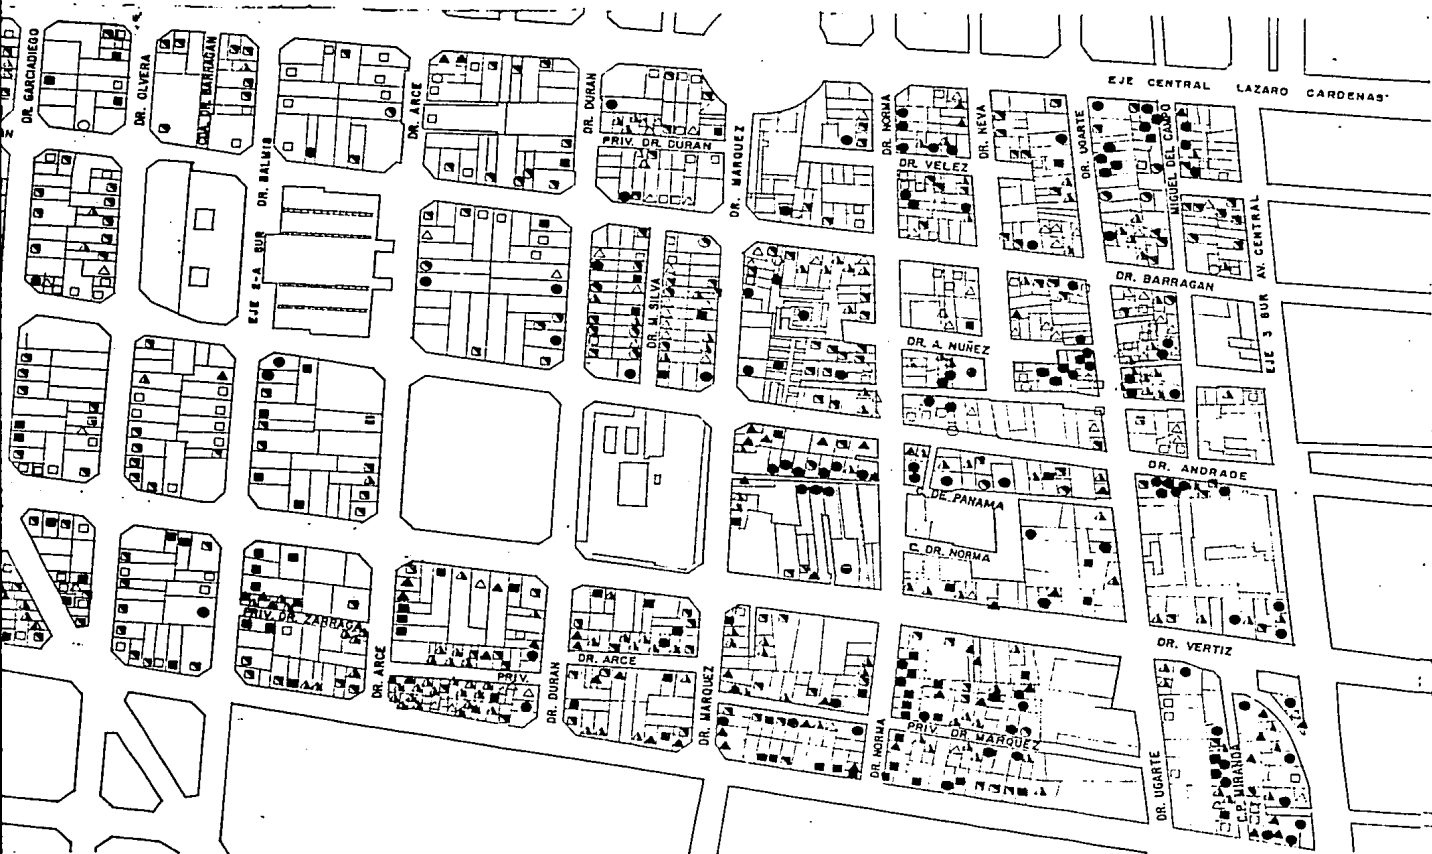 DR. GARCIADIEGO
DR. OLVERA
CDA. DR. BARRAGAN
DR. BALMIS
DR. ARCE
DR. DURAN
PRIV. DR. DURAN
MARQUEZ
DR. NORMA
DR. NEVA
DR. UGARTE
MIGUEL DEL CAMPO
EJE CENTRAL LAZARO CARDENAS
DR. VELEZ
DR.
AN
EJE 2-A SUR
DR. M. SILVA
DR. BARRAGAN
AV. CENTRAL
EJE 3 SUR
DR. A. NUÑEZ
DR. ANDRADE
DE PANAMA
C. DR. NORMA
PRIV. DR. ZARRAGA
DR. ARCE
DR. ARCE
PRIV.
DR. DURAN
DR. MARQUEZ
DR. NORMA
PRIV. DR. MARQUEZ
DR. VERTIZ
DR. UGARTE
C.P. MIRANDA